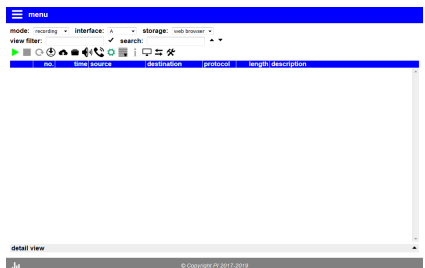 menu
mode: recording interface: A storage: web browser
view filter: search:
no. time source destination protocol length description
detail view
© Copyright PI 2017-2019